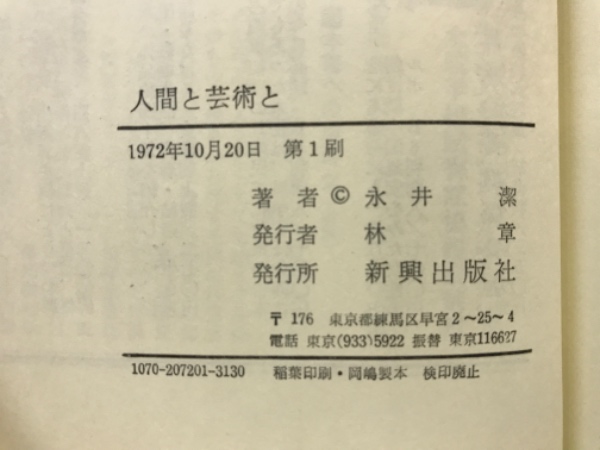 人間と芸術と
1972年10月20日 第1刷
著者 © 永井 潔
発行者 林 章
発行所 新興出版社
〒176 東京都練馬区早宮2〜25〜4
電話 東京(933)5922 振替 東京116627
1070-207201-3130 稲葉印刷・岡嶋製本 検印廃止